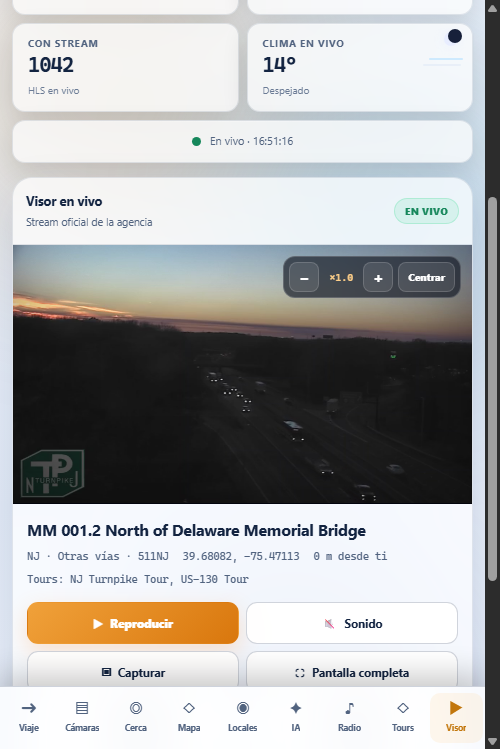 CON STREAM
1042
HLS en vivo
CLIMA EN VIVO
14°
Despejado
En vivo · 16:51:16
Visor en vivo
Stream oficial de la agencia
EN VIVO
− ×1.0 + Centrar
NJ TURNPIKE TP
MM 001.2 North of Delaware Memorial Bridge
NJ · Otras vías · 511NJ 39.68082, −75.47113 0 m desde ti
Tours: NJ Turnpike Tour, US-130 Tour
Reproducir
Sonido
Capturar
Pantalla completa
Viaje
Cámaras
Cerca
Mapa
Locales
IA
Radio
Tours
Visor